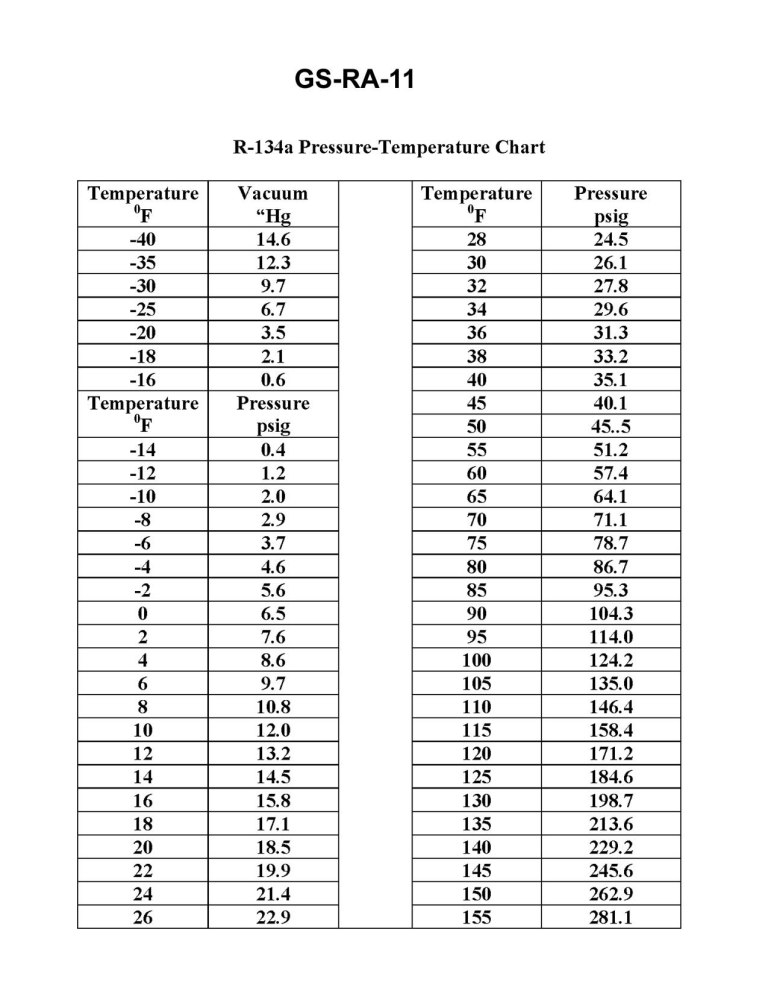 GS-RA-11
R-134a Pressure-Temperature Chart
Temperature Vacuum Temperature Pressure
⁰F “Hg ⁰F psig
-40 14.6 28 24.5
-35 12.3 30 26.1
-30 9.7 32 27.8
-25 6.7 34 29.6
-20 3.5 36 31.3
-18 2.1 38 33.2
-16 0.6 40 35.1
Temperature Pressure 45 40.1
⁰F psig 50 45..5
-14 0.4 55 51.2
-12 1.2 60 57.4
-10 2.0 65 64.1
-8 2.9 70 71.1
-6 3.7 75 78.7
-4 4.6 80 86.7
-2 5.6 85 95.3
0 6.5 90 104.3
2 7.6 95 114.0
4 8.6 100 124.2
6 9.7 105 135.0
8 10.8 110 146.4
10 12.0 115 158.4
12 13.2 120 171.2
14 14.5 125 184.6
16 15.8 130 198.7
18 17.1 135 213.6
20 18.5 140 229.2
22 19.9 145 245.6
24 21.4 150 262.9
26 22.9 155 281.1